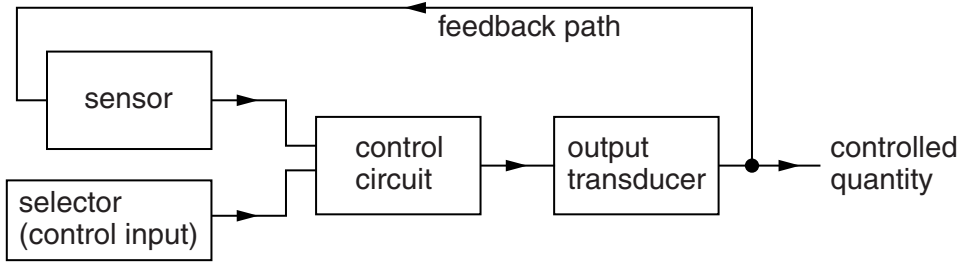 feedback path
sensor
selector
(control input)
control
circuit
output
transducer
controlled
quantity